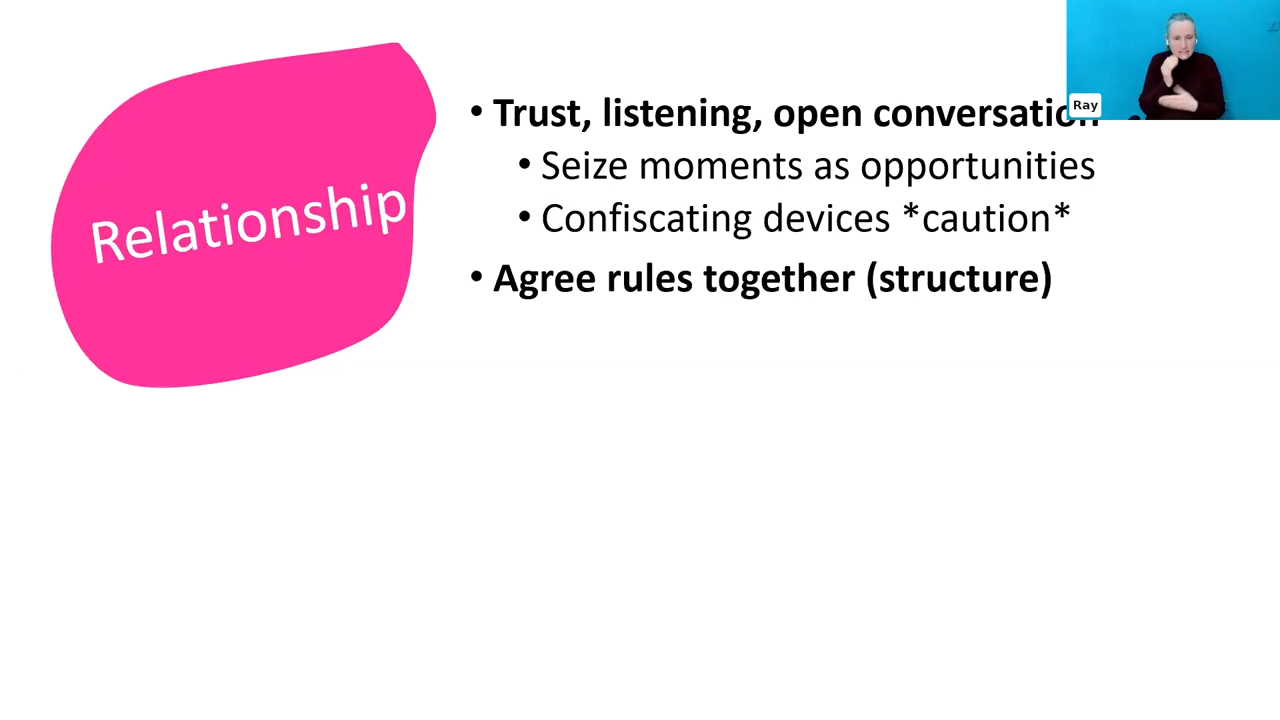 Relationship
• Trust, listening, open conversation
• Seize moments as opportunities
• Confiscating devices *caution*
• Agree rules together (structure)
Ray